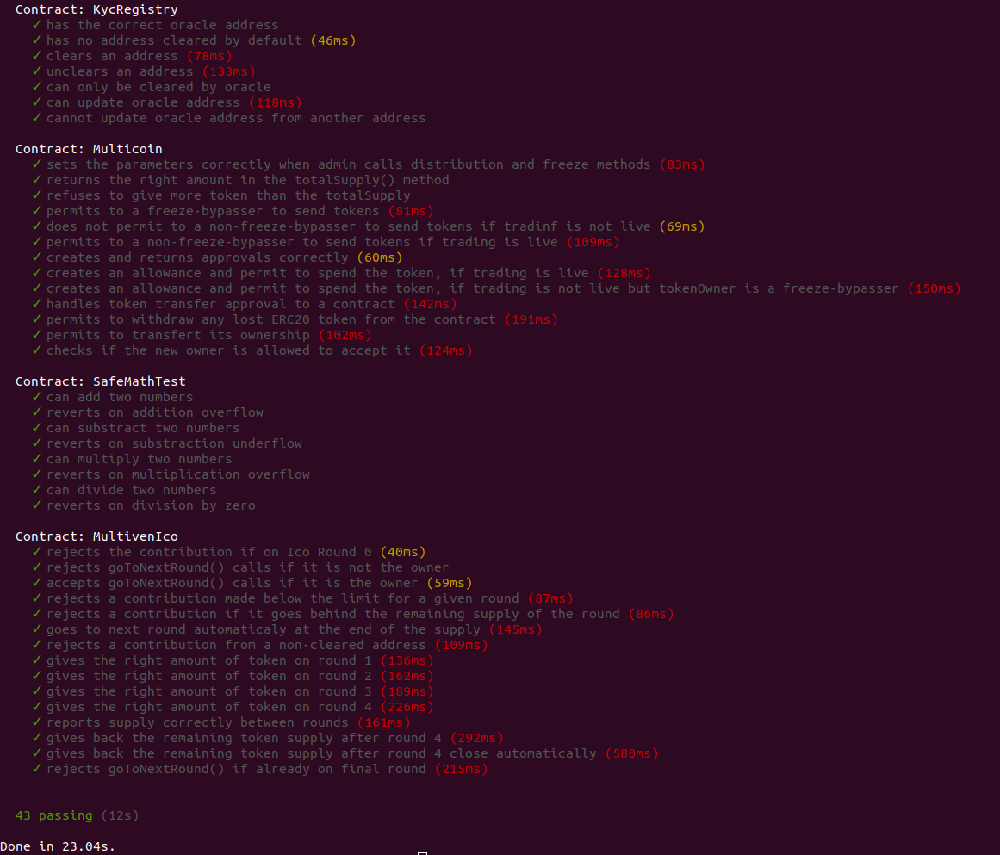 Contract: KycRegistry
✓ has the correct oracle address
✓ has no address cleared by default (46ms)
✓ clears an address (78ms)
✓ unclears an address (133ms)
✓ can only be cleared by oracle
✓ can update oracle address (118ms)
✓ cannot update oracle address from another address
Contract: Multicoin
✓ sets the parameters correctly when admin calls distribution and freeze methods (83ms)
✓ returns the right amount in the totalSupply() method
✓ refuses to give more token than the totalSupply
✓ permits to a freeze-bypasser to send tokens (81ms)
✓ does not permit to a non-freeze-bypasser to send tokens if tradinf is not live (69ms)
✓ permits to a non-freeze-bypasser to send tokens if trading is live (109ms)
✓ creates and returns approvals correctly (60ms)
✓ creates an allowance and permit to spend the token, if trading is live (128ms)
✓ creates an allowance and permit to spend the token, if trading is not live but tokenOwner is a freeze-bypasser (150ms)
✓ handles token transfer approval to a contract (142ms)
✓ permits to withdraw any lost ERC20 token from the contract (191ms)
✓ permits to transfert its ownership (102ms)
✓ checks if the new owner is allowed to accept it (124ms)
Contract: SafeMathTest
✓ can add two numbers
✓ reverts on addition overflow
✓ can substract two numbers
✓ reverts on substraction underflow
✓ can multiply two numbers
✓ reverts on multiplication overflow
✓ can divide two numbers
✓ reverts on division by zero
Contract: MultivenIco
✓ rejects the contribution if on Ico Round 0 (40ms)
✓ rejects goToNextRound() calls if it is not the owner
✓ accepts goToNextRound() calls if it is the owner (59ms)
✓ rejects a contribution made below the limit for a given round (87ms)
✓ rejects a contribution if it goes behind the remaining supply of the round (86ms)
✓ goes to next round automaticaly at the end of the supply (145ms)
✓ rejects a contribution from a non-cleared address (109ms)
✓ gives the right amount of token on round 1 (136ms)
✓ gives the right amount of token on round 2 (162ms)
✓ gives the right amount of token on round 3 (189ms)
✓ gives the right amount of token on round 4 (226ms)
✓ reports supply correctly between rounds (161ms)
✓ gives back the remaining token supply after round 4 (292ms)
✓ gives back the remaining token supply after round 4 close automatically (580ms)
✓ rejects goToNextRound() if already on final round (215ms)
43 passing (12s)
Done in 23.04s.